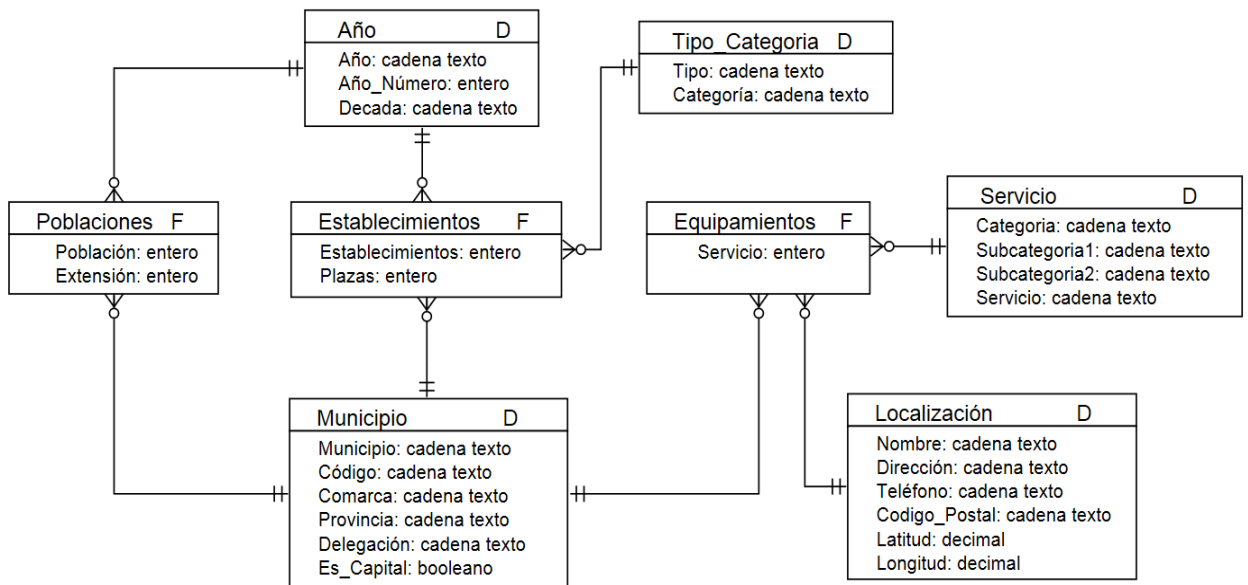 Año D
Año: cadena texto
Año_Número: entero
Decada: cadena texto
Tipo_Categoria D
Tipo: cadena texto
Categoría: cadena texto
Poblaciones F
Población: entero
Extensión: entero
Establecimientos F
Establecimientos: entero
Plazas: entero
Equipamientos F
Servicio: entero
Servicio D
Categoria: cadena texto
Subcategoria1: cadena texto
Subcategoria2: cadena texto
Servicio: cadena texto
Municipio D
Municipio: cadena texto
Código: cadena texto
Comarca: cadena texto
Provincia: cadena texto
Delegación: cadena texto
Es_Capital: booleano
Localización D
Nombre: cadena texto
Dirección: cadena texto
Teléfono: cadena texto
Codigo_Postal: cadena texto
Latitud: decimal
Longitud: decimal